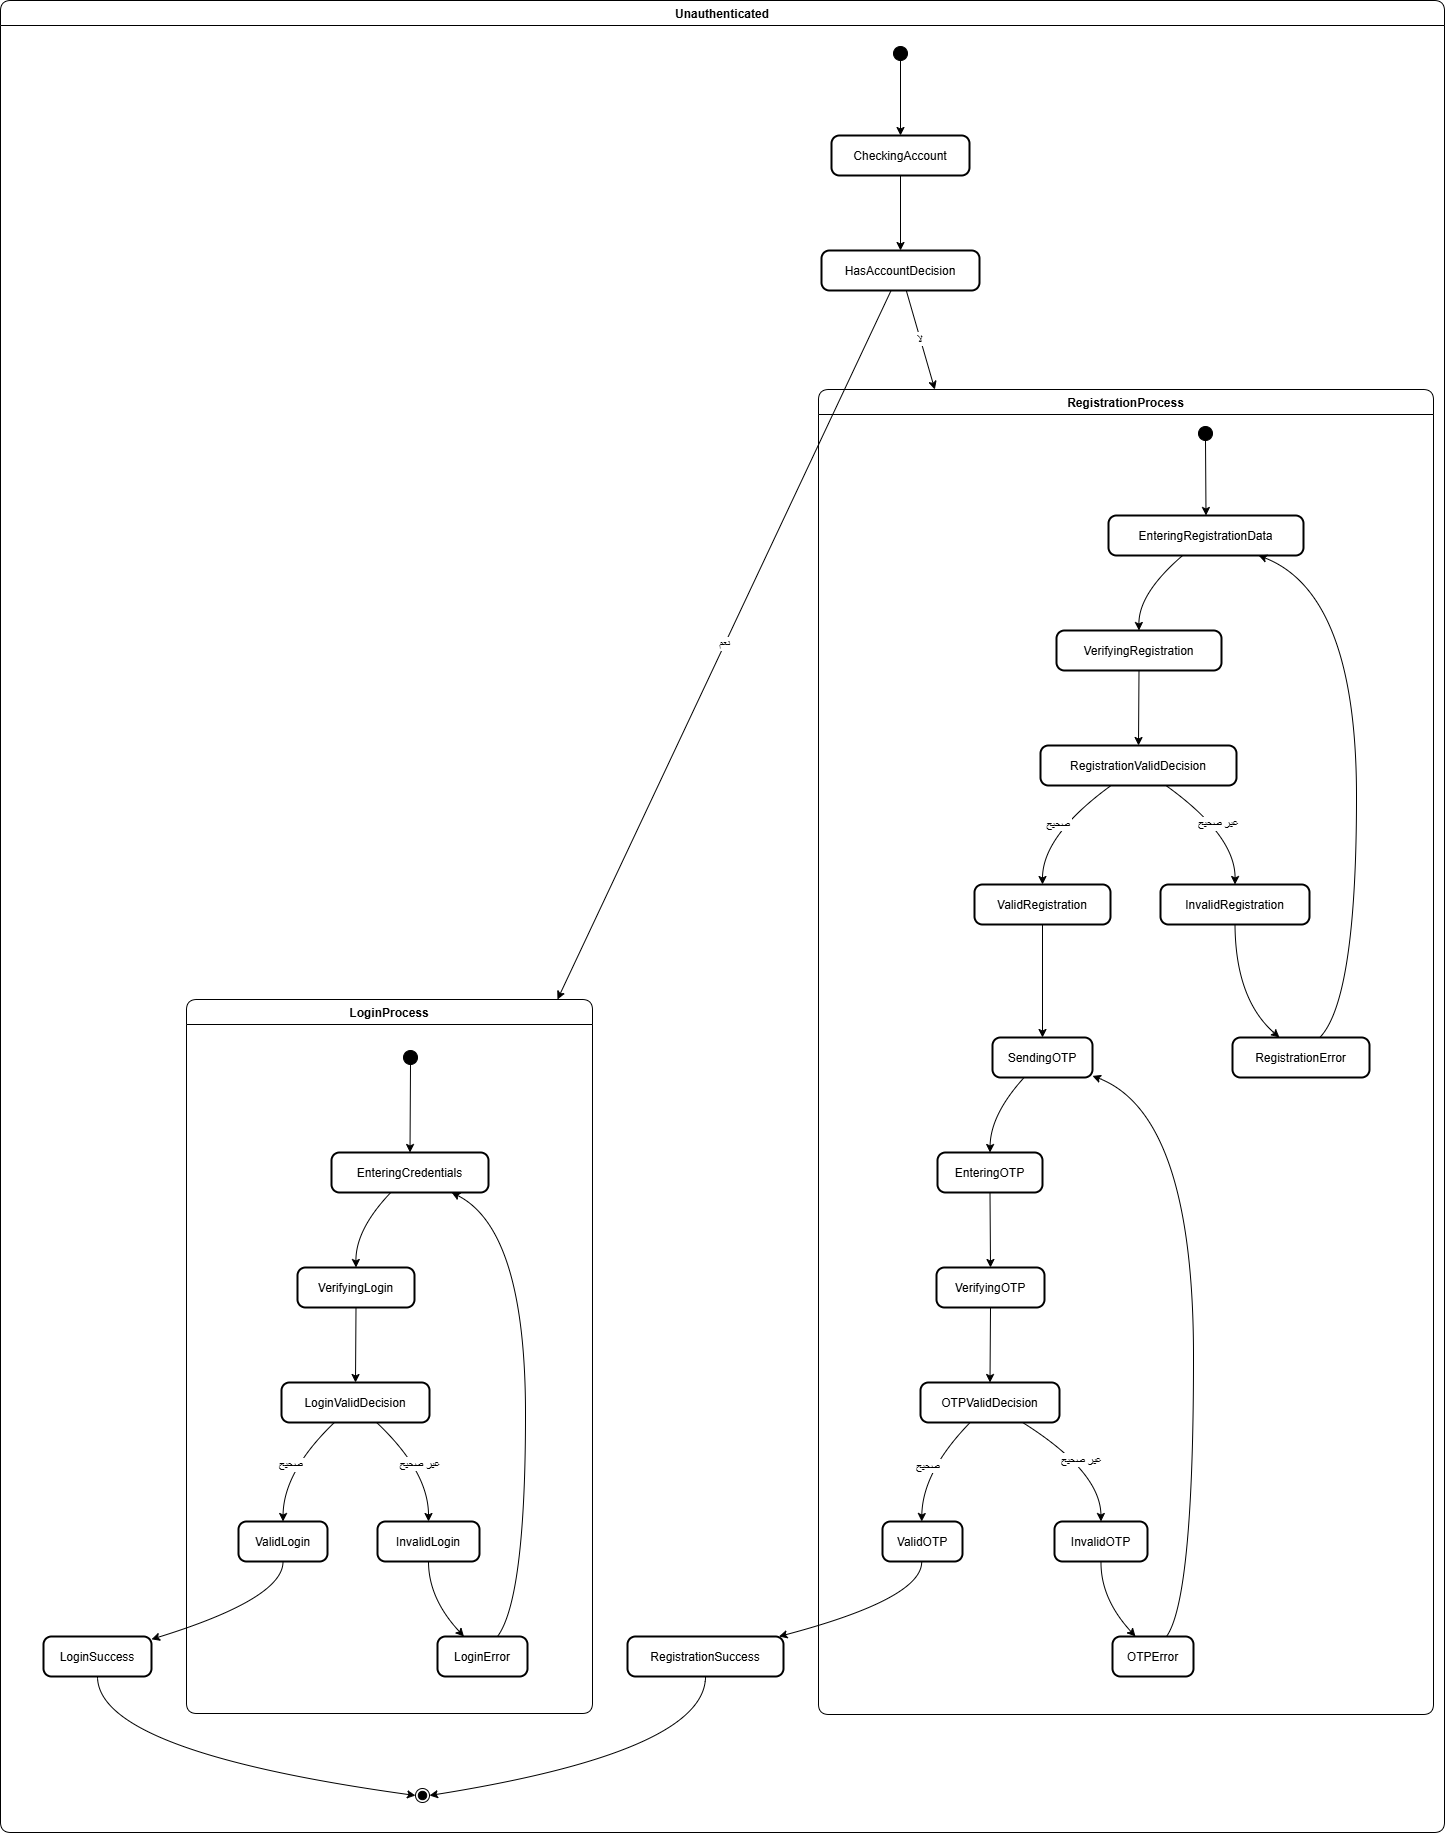 Unauthenticated
CheckingAccount
HasAccountDecision
لا
RegistrationProcess
EnteringRegistrationData
نعم
VerifyingRegistration
RegistrationValidDecision
صحيح
غير صحيح
ValidRegistration
InvalidRegistration
LoginProcess
SendingOTP
RegistrationError
EnteringCredentials
EnteringOTP
VerifyingLogin
VerifyingOTP
LoginValidDecision
OTPValidDecision
صحيح
غير صحيح
صحيح
غير صحيح
ValidLogin
InvalidLogin
ValidOTP
InvalidOTP
LoginSuccess
LoginError
RegistrationSuccess
OTPError